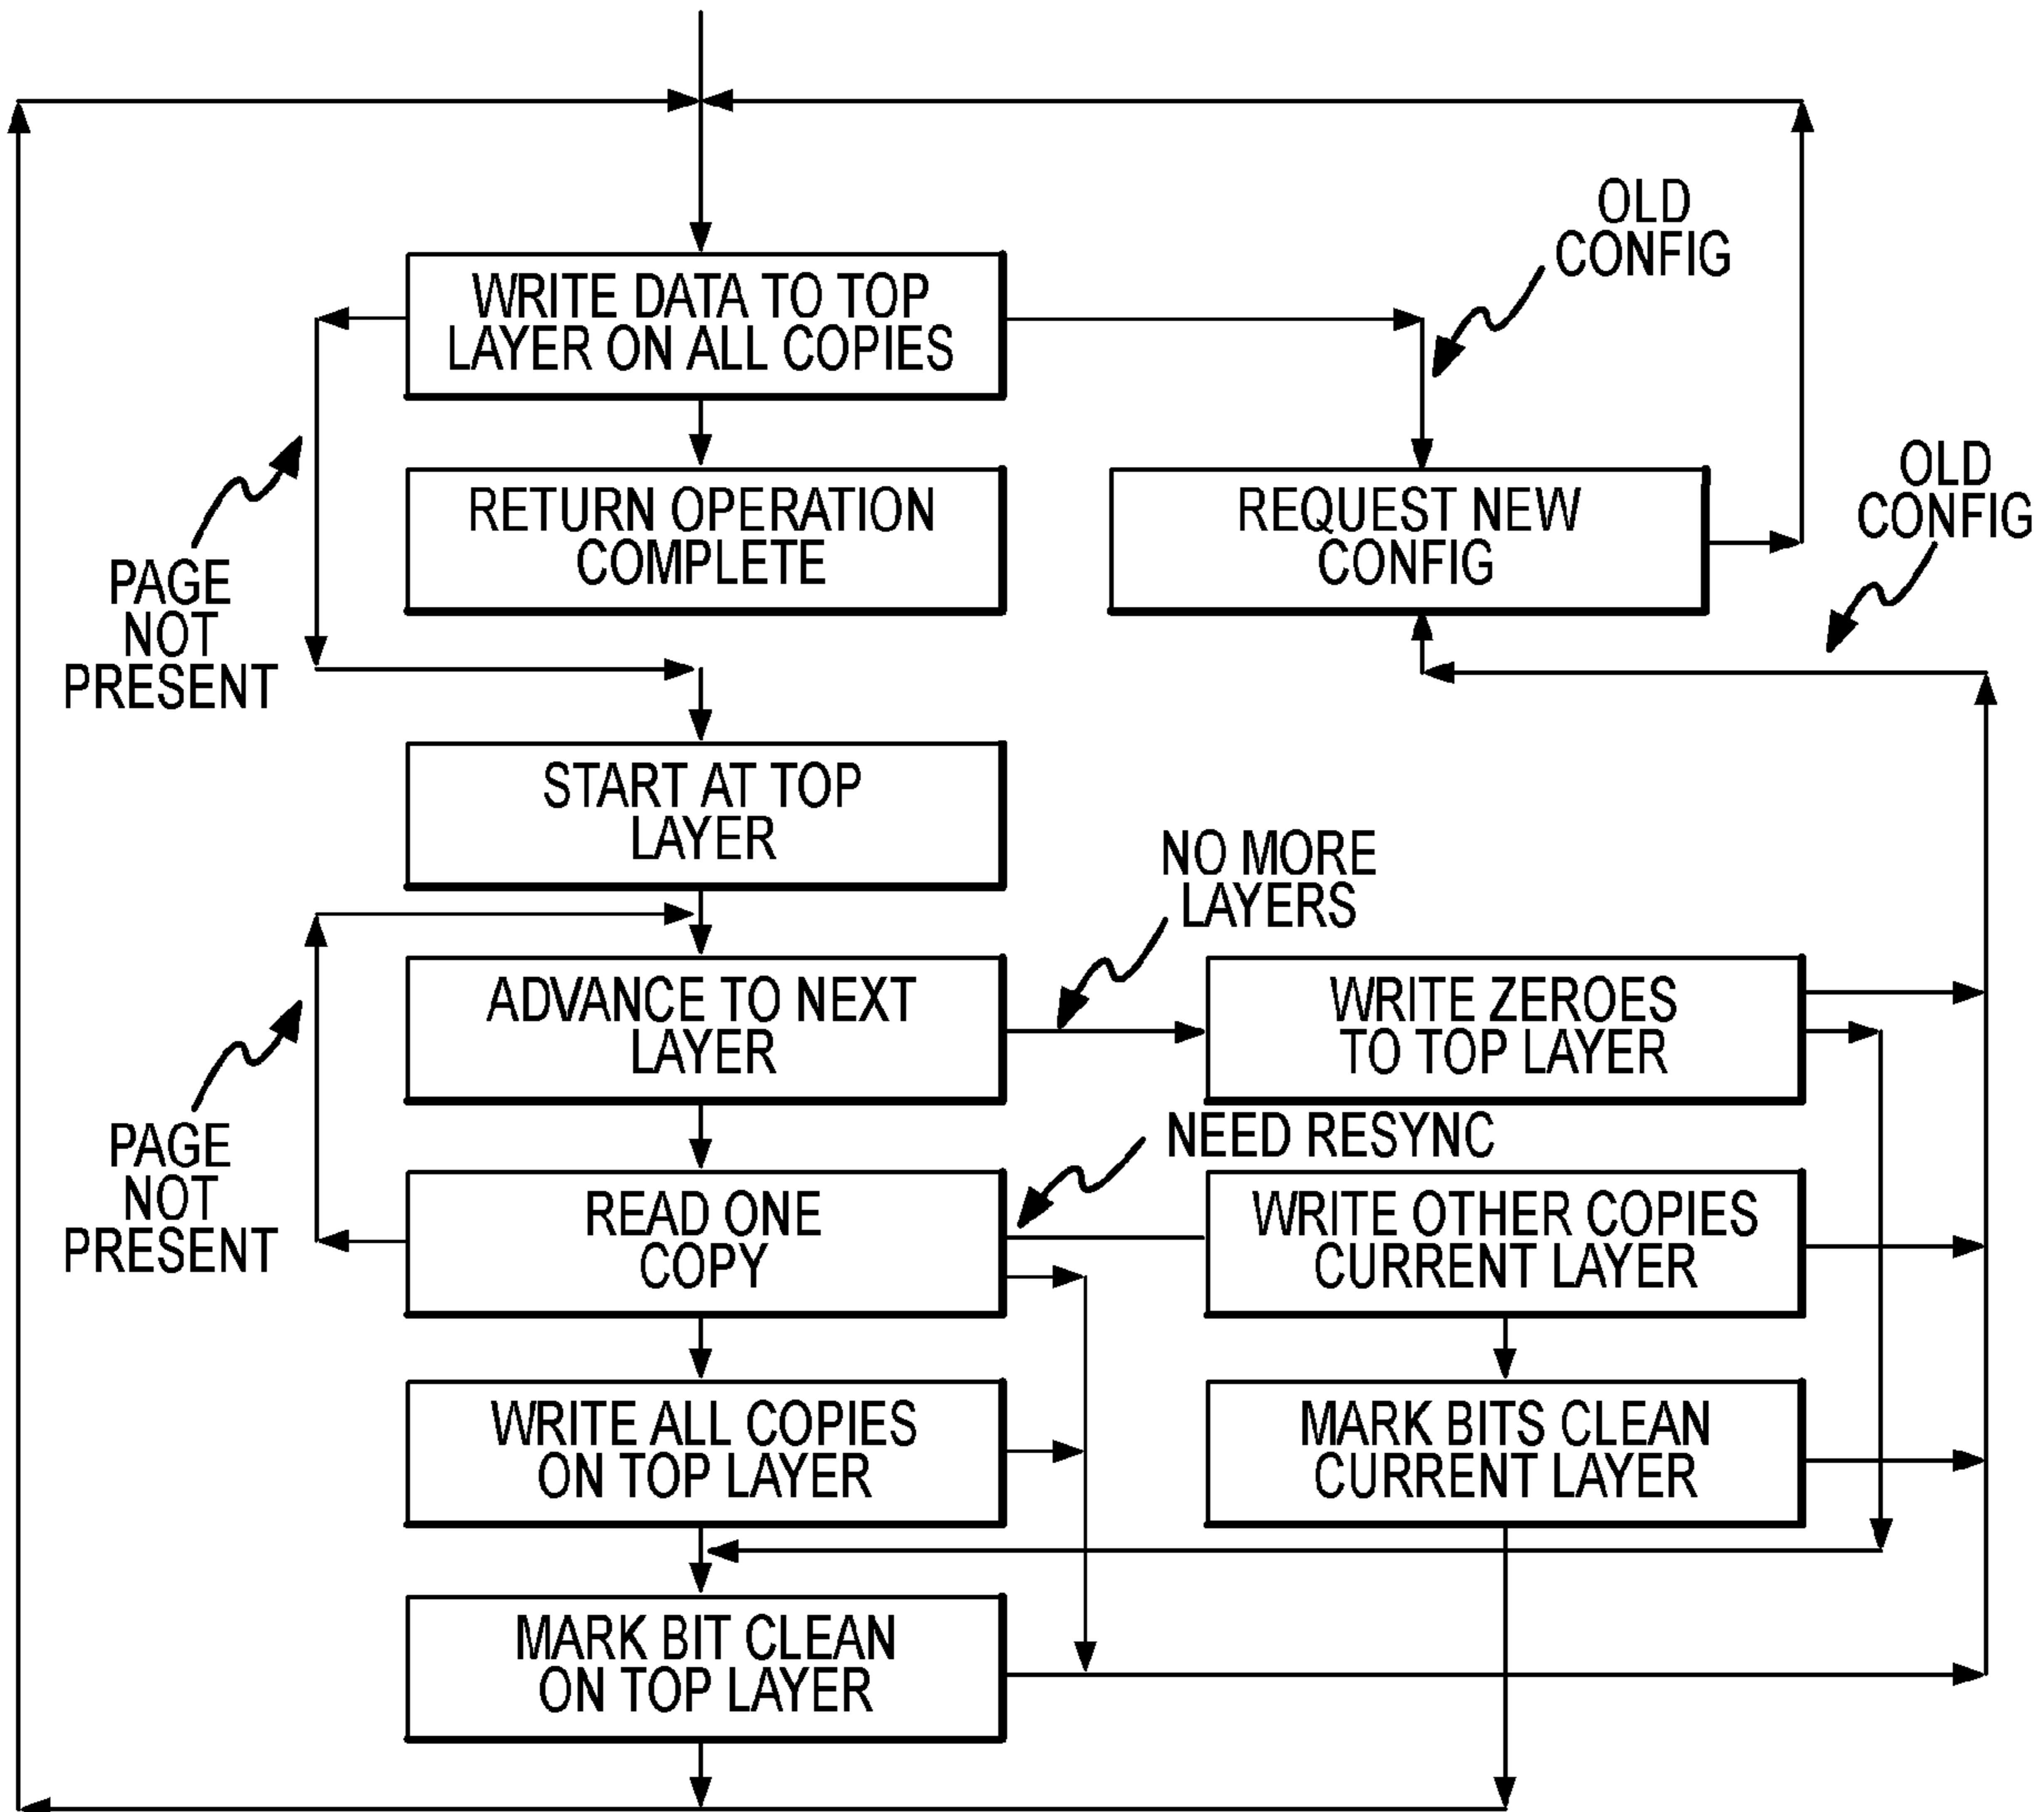 OLD
CONFIG
WRITE DATA TO TOP
LAYER ON ALL COPIES
RETURN OPERATION
COMPLETE
REQUEST NEW
CONFIG
OLD
CONFIG
PAGE
NOT
PRESENT
START AT TOP
LAYER
NO MORE
LAYERS
ADVANCE TO NEXT
LAYER
WRITE ZEROES
TO TOP LAYER
PAGE
NOT
PRESENT
NEED RESYNC
READ ONE
COPY
WRITE OTHER COPIES
CURRENT LAYER
WRITE ALL COPIES
ON TOP LAYER
MARK BITS CLEAN
CURRENT LAYER
MARK BIT CLEAN
ON TOP LAYER